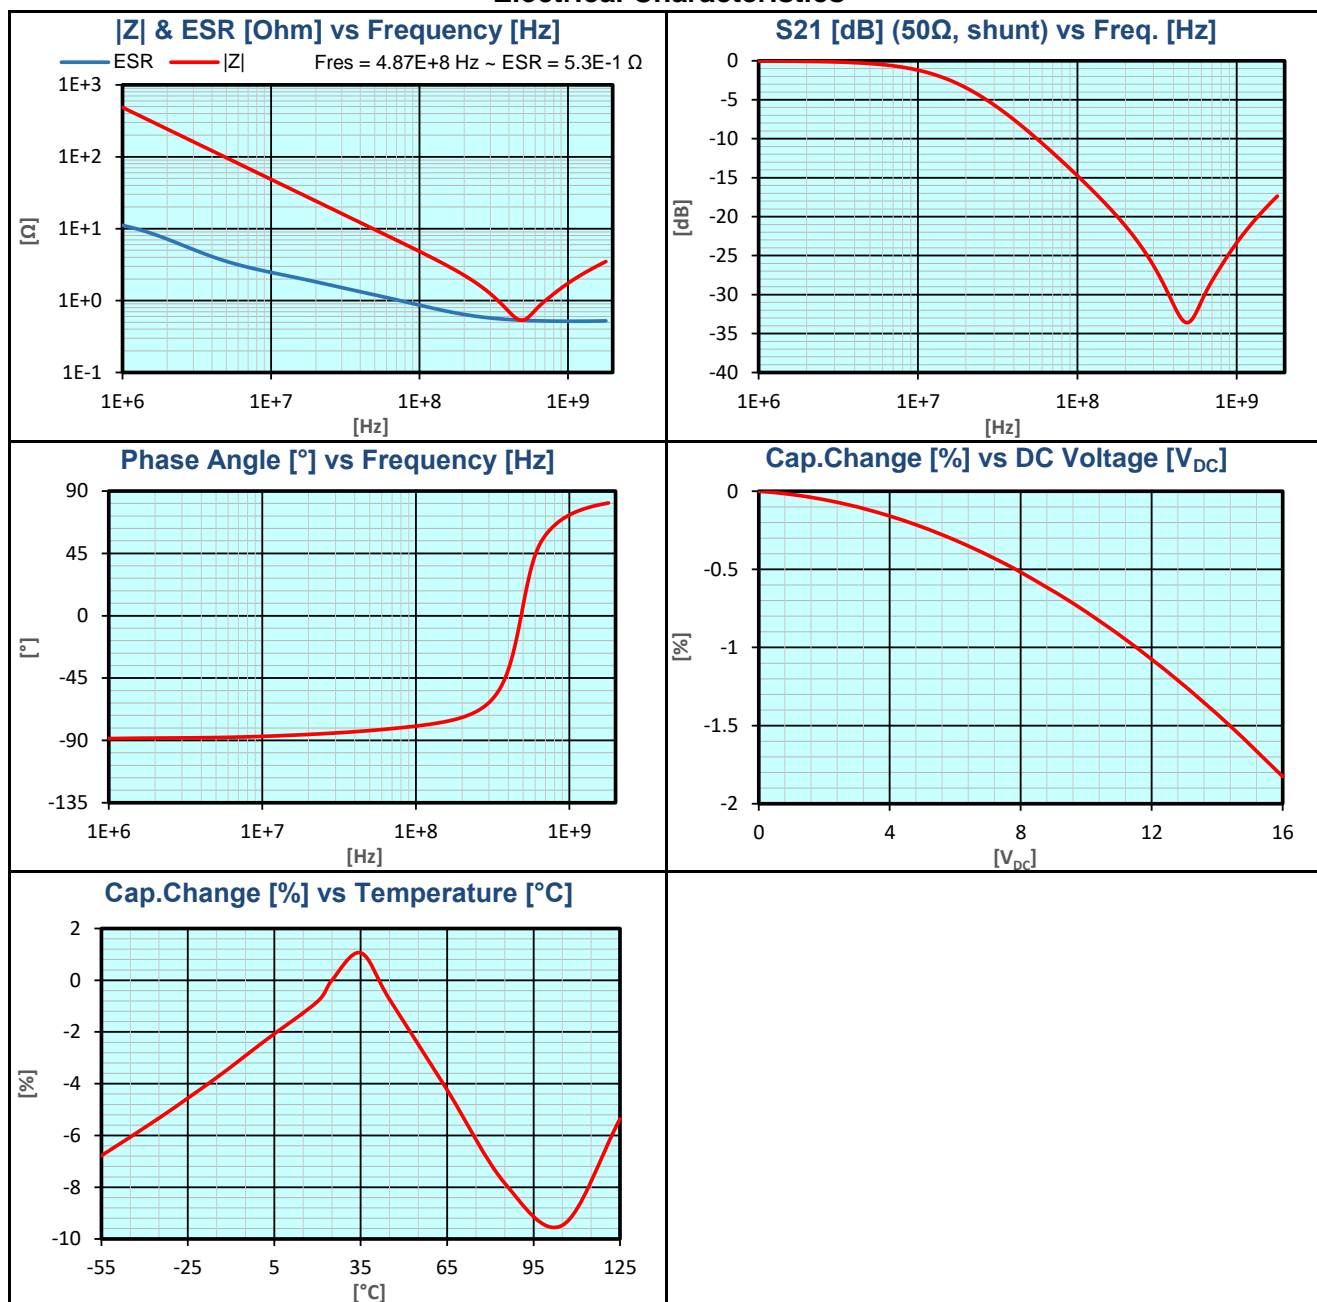 |Z| & ESR [Ohm] vs Frequency [Hz]
ESR |Z| Fres = 4.87E+8 Hz ~ ESR = 5.3E-1 Ω
1E+3
1E+2
1E+1
1E+0
1E-1
[Ω]
1E+6 1E+7 1E+8 1E+9
[Hz]
S21 [dB] (50Ω, shunt) vs Freq. [Hz]
0
-5
-10
-15
-20
-25
-30
-35
-40
[dB]
1E+6 1E+7 1E+8 1E+9
[Hz]
Phase Angle [°] vs Frequency [Hz]
90
45
0
-45
-90
-135
[°]
1E+6 1E+7 1E+8 1E+9
[Hz]
Cap.Change [%] vs DC Voltage [VDC]
0
-0.5
-1
-1.5
-2
[%]
0 4 8 12 16
[VDC]
Cap.Change [%] vs Temperature [°C]
2
0
-2
-4
-6
-8
-10
[%]
-55 -25 5 35 65 95 125
[°C]